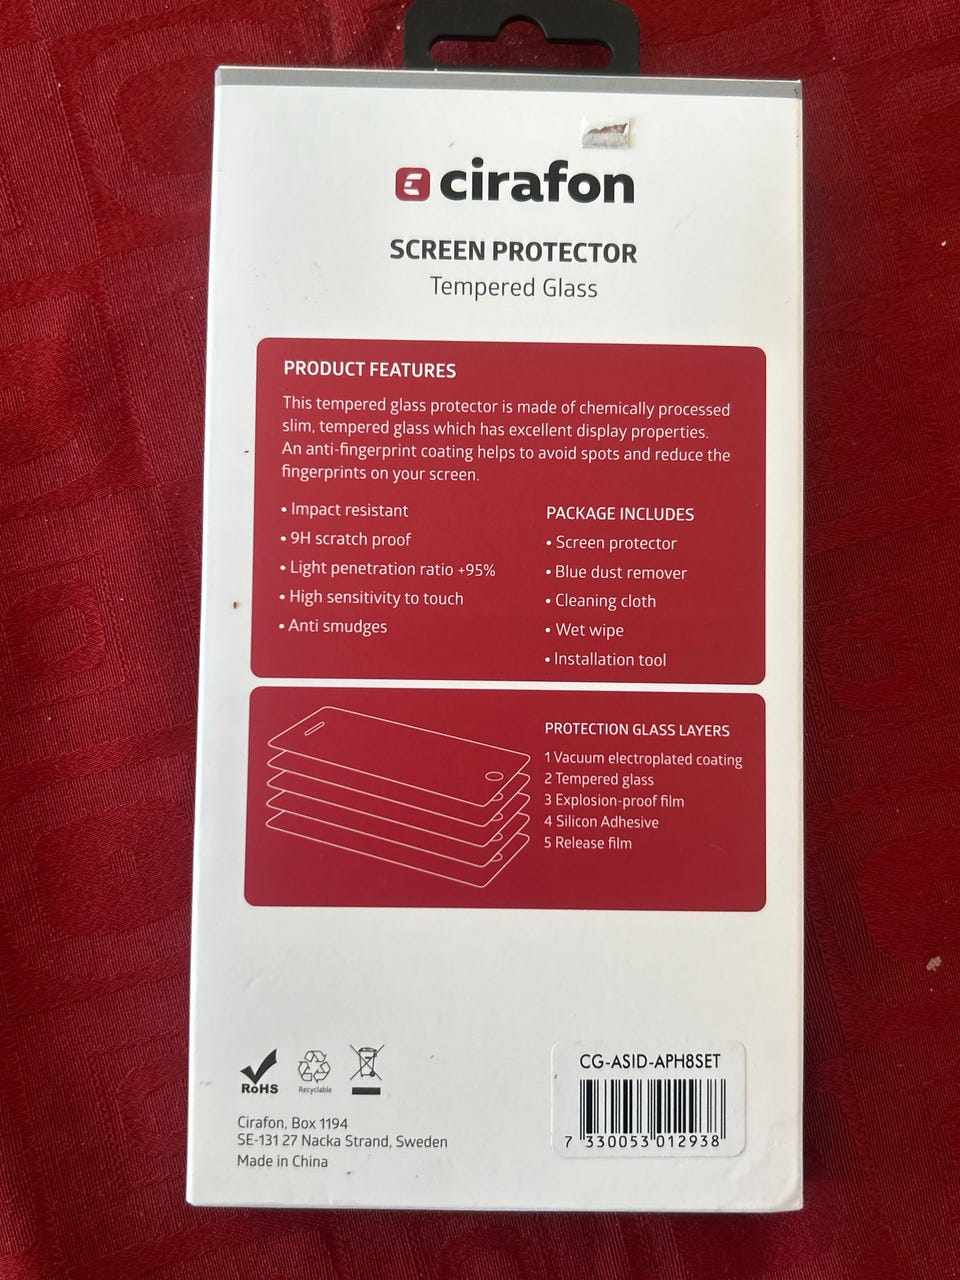 cirafon
SCREEN PROTECTOR
Tempered Glass
PRODUCT FEATURES
This tempered glass protector is made of chemically processed
slim, tempered glass which has excellent display properties.
An anti-fingerprint coating helps to avoid spots and reduce the
fingerprints on your screen.
• Impact resistant
• 9H scratch proof
• Light penetration ratio +95%
• High sensitivity to touch
• Anti smudges
PACKAGE INCLUDES
• Screen protector
• Blue dust remover
• Cleaning cloth
• Wet wipe
• Installation tool
PROTECTION GLASS LAYERS
1 Vacuum electroplated coating
2 Tempered glass
3 Explosion-proof film
4 Silicon Adhesive
5 Release film
RoHS
Recyclable
Cirafon, Box 1194
SE-131 27 Nacka Strand, Sweden
Made in China
CG-ASID-APH8SET
7 330053 012938